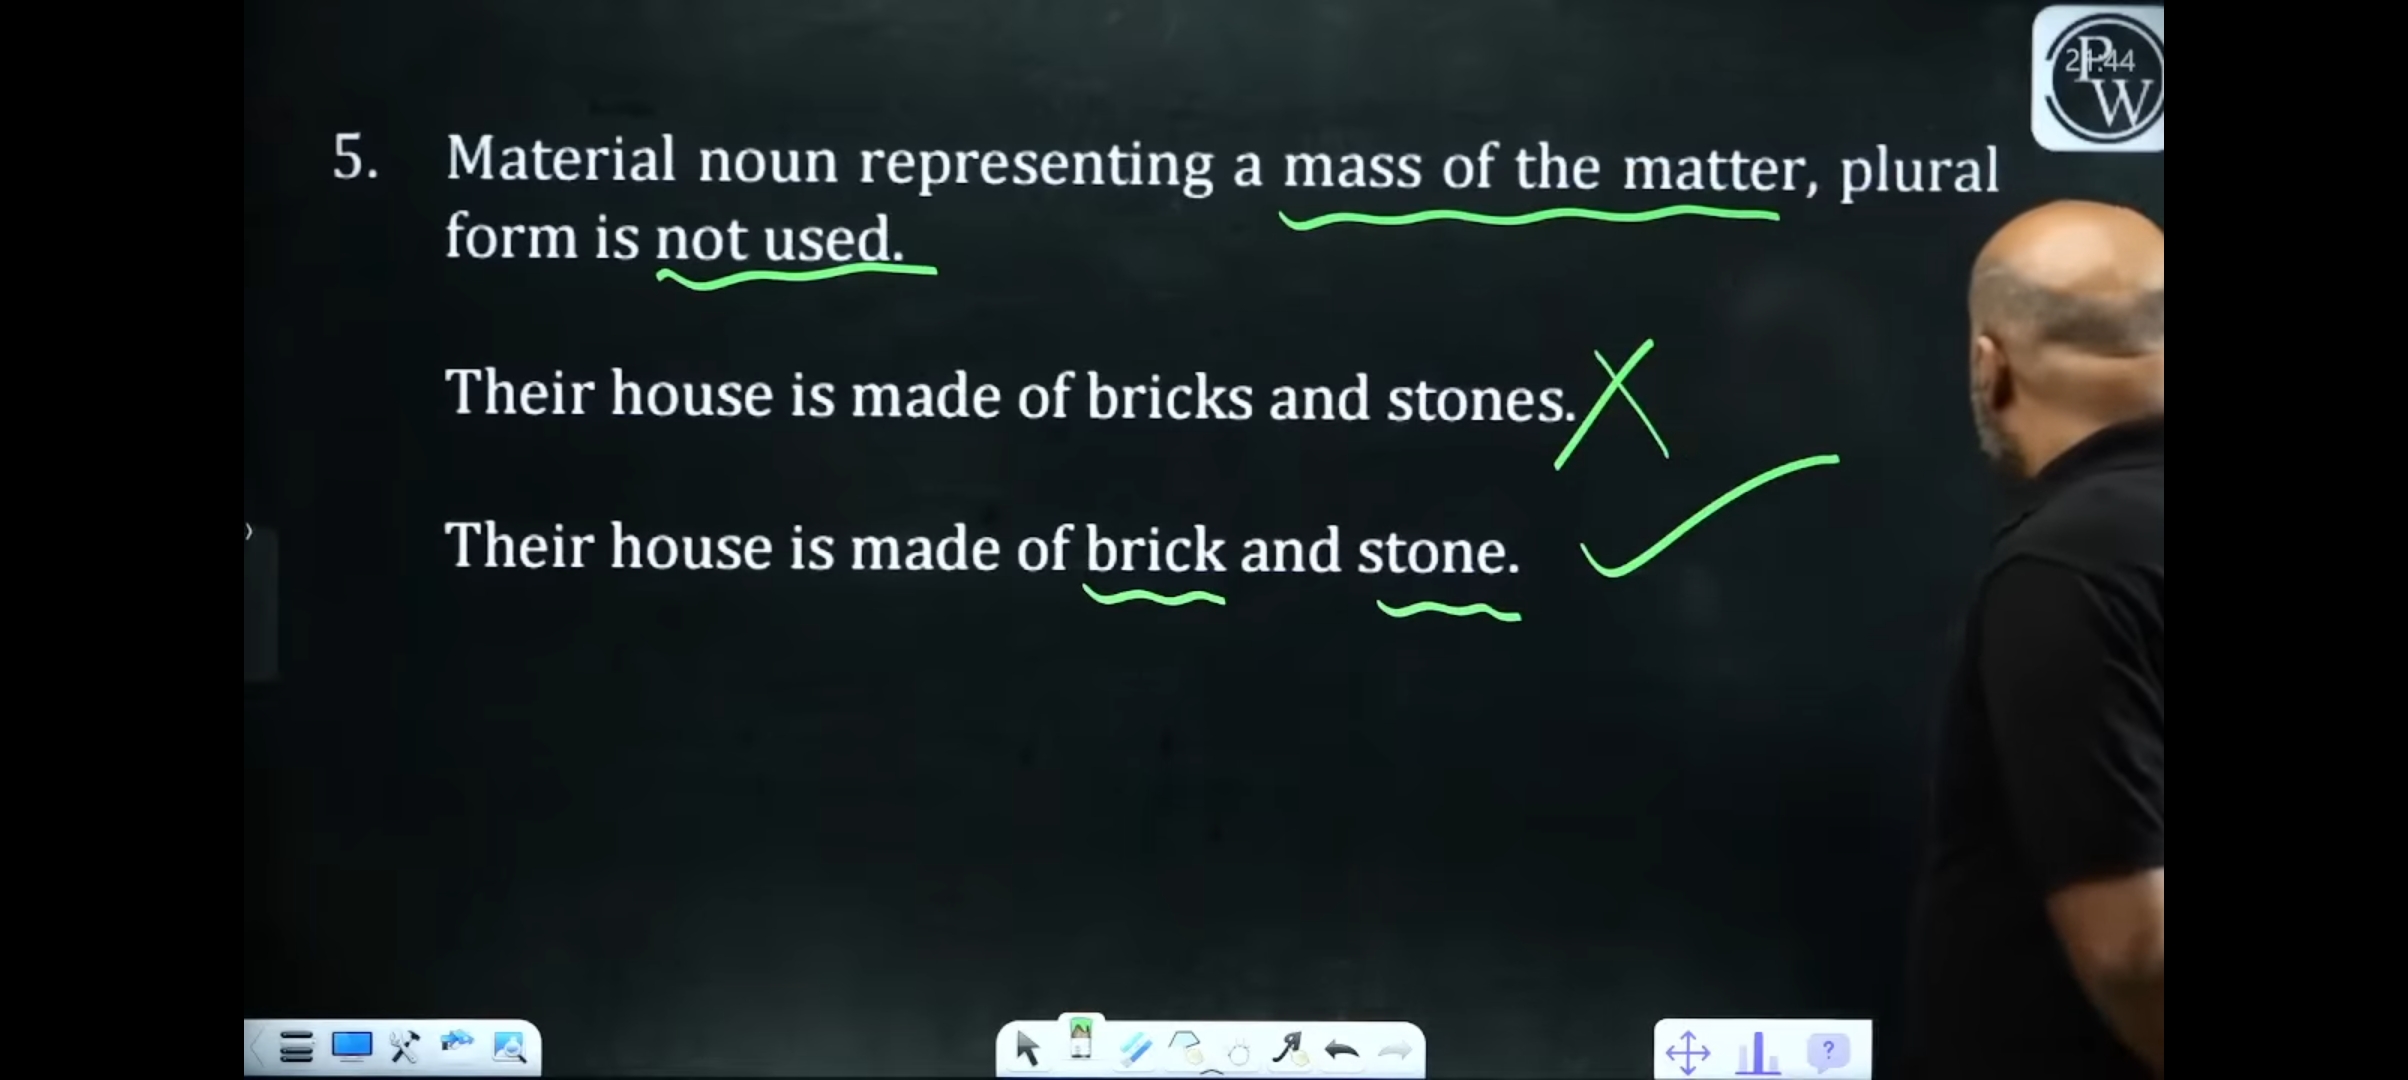 P
21:44
W
5. Material noun representing a mass of the matter, plural
form is not used.
Their house is made of bricks and stones.
Their house is made of brick and stone.
?